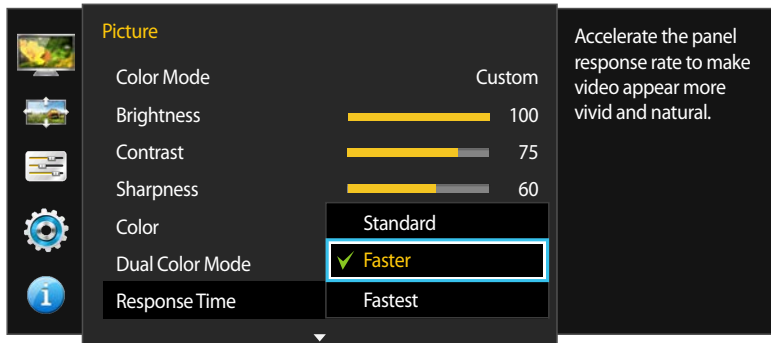 Picture
Color Mode Custom
Brightness 100
Contrast 75
Sharpness 60
Color
Dual Color Mode
Response Time
Standard
Faster
Fastest
Accelerate the panel
response rate to make
video appear more
vivid and natural.